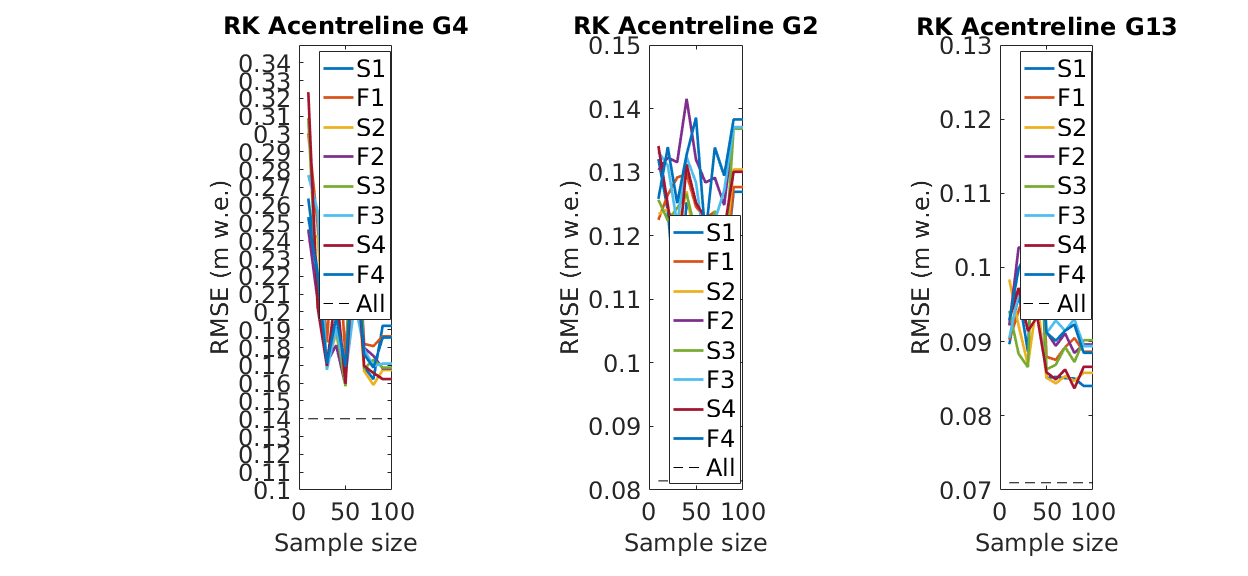 RK Acentreline G4
0.34
0.33
0.32
0.31
0.3
0.29
0.28
0.27
0.26
0.25
0.24
0.23
0.22
0.21
0.2
0.19
0.18
0.17
0.16
0.15
0.14
0.13
0.12
0.11
0.1
RMSE (m w.e.)
0 50 100
Sample size
S1
F1
S2
F2
S3
F3
S4
F4
All
RK Acentreline G2
0.15
0.14
0.13
0.12
0.11
0.1
0.09
0.08
RMSE (m w.e.)
0 50 100
Sample size
S1
F1
S2
F2
S3
F3
S4
F4
All
RK Acentreline G13
0.13
0.12
0.11
0.1
0.09
0.08
0.07
RMSE (m w.e.)
0 50 100
Sample size
S1
F1
S2
F2
S3
F3
S4
F4
All